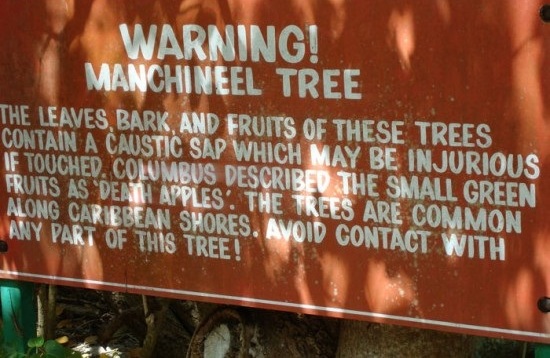 WARNING!
MANCHINEEL TREE
THE LEAVES, BARK, AND FRUITS OF THESE TREES
CONTAIN A CAUSTIC SAP WHICH MAY BE INJURIOUS
IF TOUCHED. COLUMBUS DESCRIBED THE SMALL GREEN
FRUITS AS 'DEATH APPLES'. THE TREES ARE COMMON
ALONG CARIBBEAN SHORES. AVOID CONTACT WITH
ANY PART OF THIS TREE!